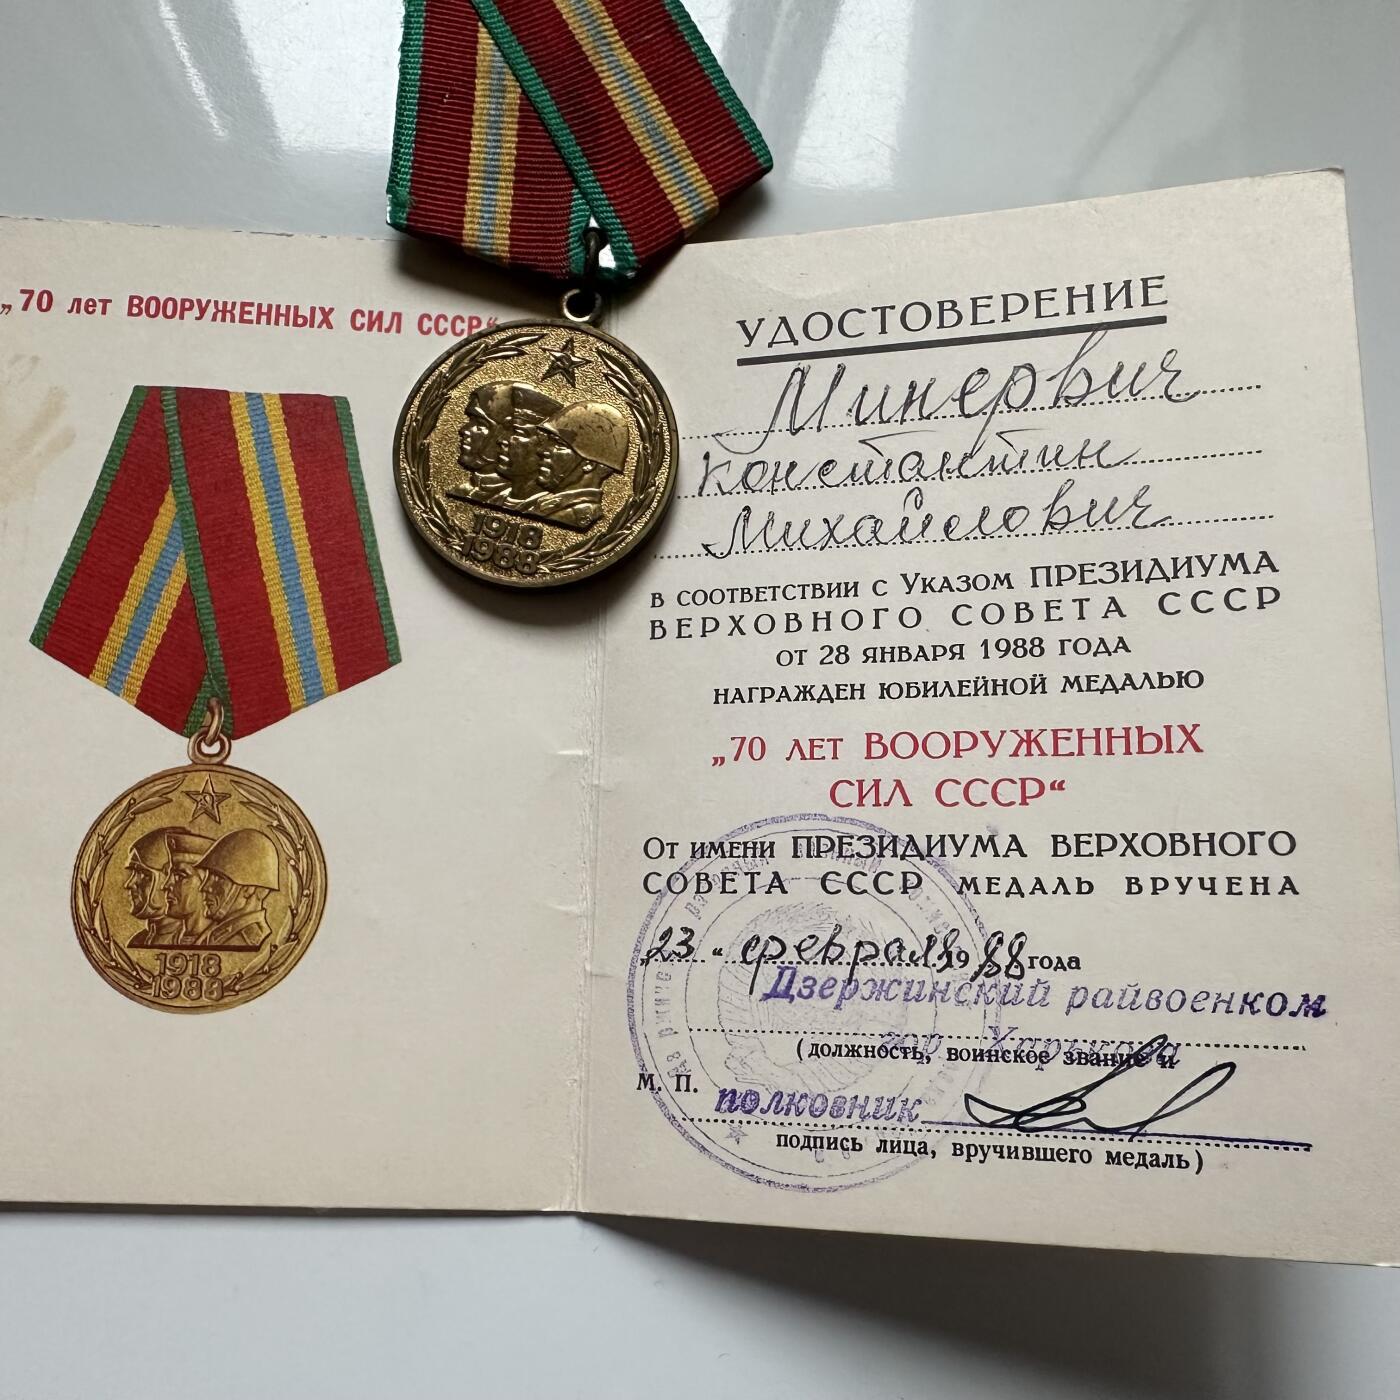 „70 лет ВООРУЖЕННЫХ СИЛ СССР“
1918
1988
1918
1988
УДОСТОВЕРЕНИЕ
Минервич
Константин
Михайлович
в соответствии с Указом ПРЕЗИДИУМА
ВЕРХОВНОГО СОВЕТА СССР
от 28 января 1988 года
награжден юбилейной медалью
„70 лет ВООРУЖЕННЫХ
СИЛ СССР“
От имени ПРЕЗИДИУМА ВЕРХОВНОГО
СОВЕТА СССР медаль вручена
„23“ февраля 1988 года
Дзержинский райвоенком
гор Харькова
(должность, воинское звание и
М. П.
полковник
подпись лица, вручившего медаль)